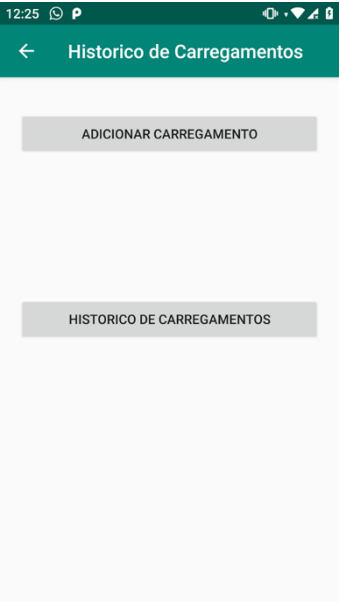 12:25
Historico de Carregamentos
ADICIONAR CARREGAMENTO
HISTORICO DE CARREGAMENTOS